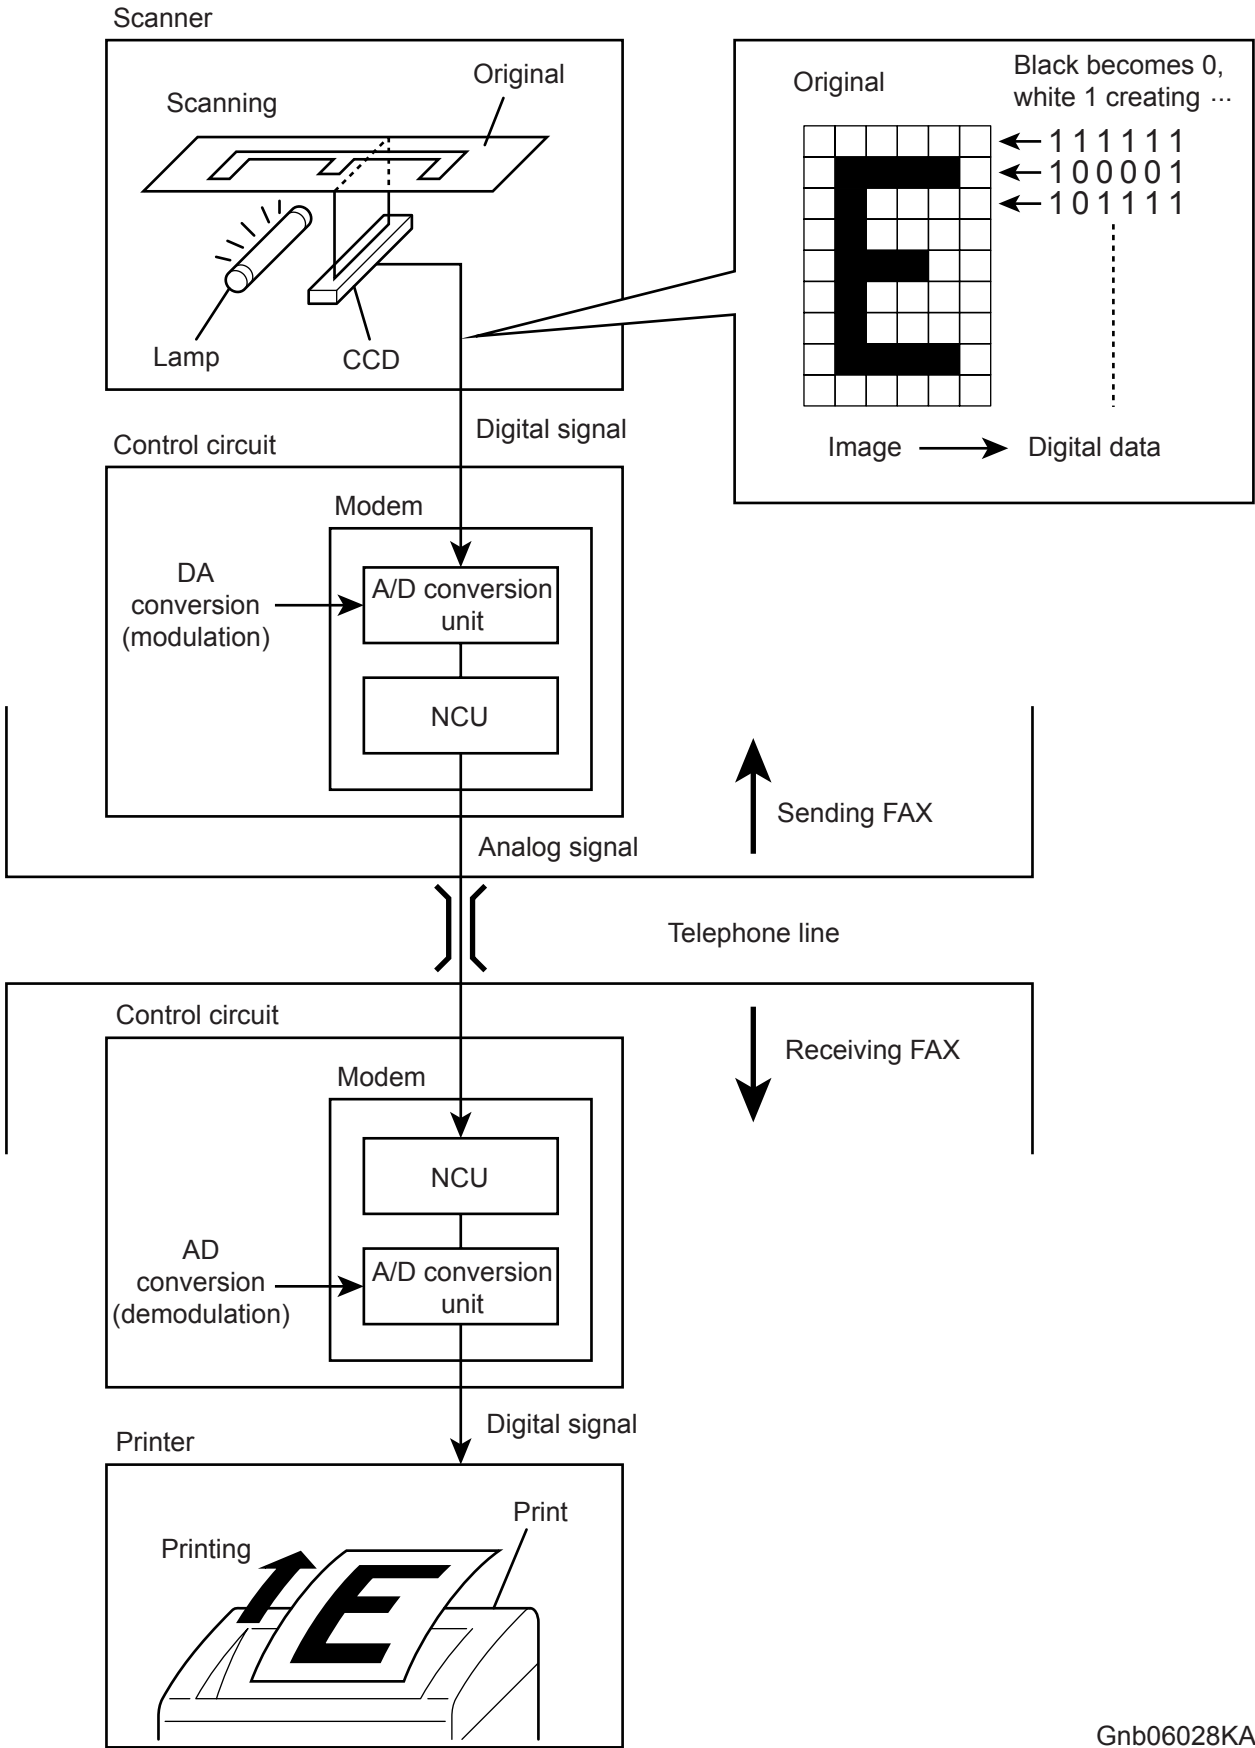 Scanner
Original
Scanning
Lamp
CCD
Original
Black becomes 0,
white 1 creating ···
1 1 1 1 1 1
1 0 0 0 0 1
1 0 1 1 1 1
Image
Digital data
Digital signal
Control circuit
Modem
DA
conversion
(modulation)
A/D conversion
unit
NCU
Sending FAX
Analog signal
Telephone line
Control circuit
Receiving FAX
Modem
NCU
AD
conversion
(demodulation)
A/D conversion
unit
Digital signal
Printer
Print
Printing
E
Gnb06028KA